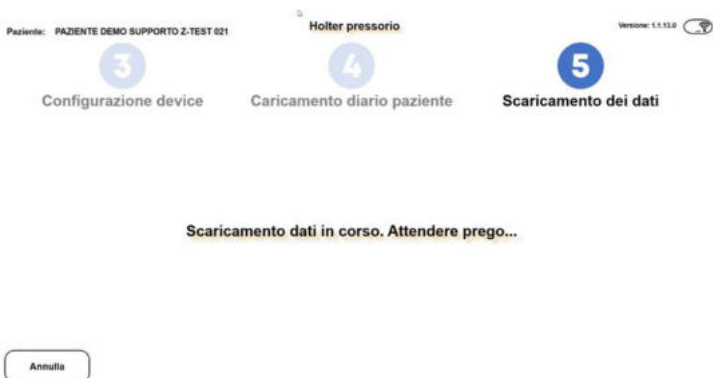 Paziente: PAZIENTE DEMO SUPPORTO Z-TEST 021
Holter pressorio
Versione: 1.1.13.0
3
4
5
Configurazione device
Caricamento diario paziente
Scaricamento dei dati
Scaricamento dati in corso. Attendere prego...
Annulla